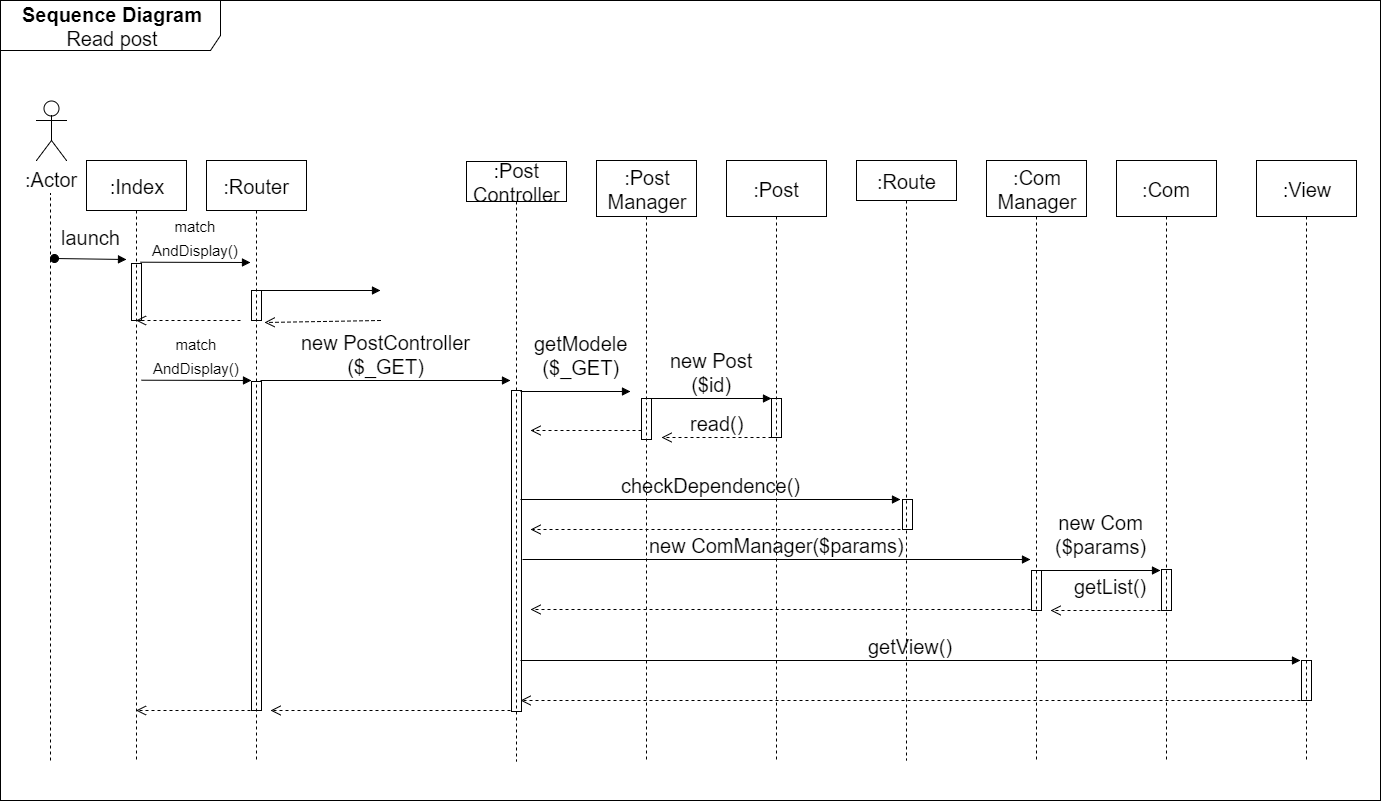 Sequence Diagram
Read post
:Actor
:Index
:Router
:Post
Controller
:Post
Manager
:Post
:Route
:Com
Manager
:Com
:View
launch
match
AndDisplay()
match
AndDisplay()
new PostController
($_GET)
getModele
($_GET)
new Post
($id)
read()
checkDependence()
new ComManager($params)
new Com
($params)
getList()
getView()